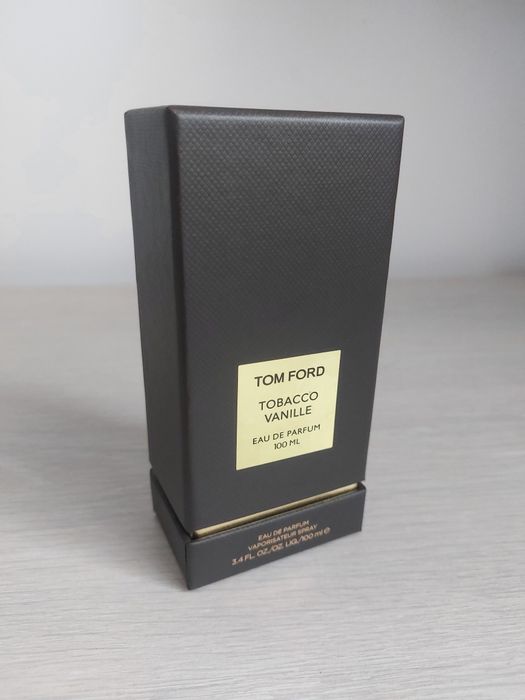 TOM FORD
TOBACCO
VANILLE
EAU DE PARFUM
100 ML
EAU DE PARFUM
VAPORISATEUR SPRAY
3.4 FL. OZ./OZ. LIQ./100 ml ℮